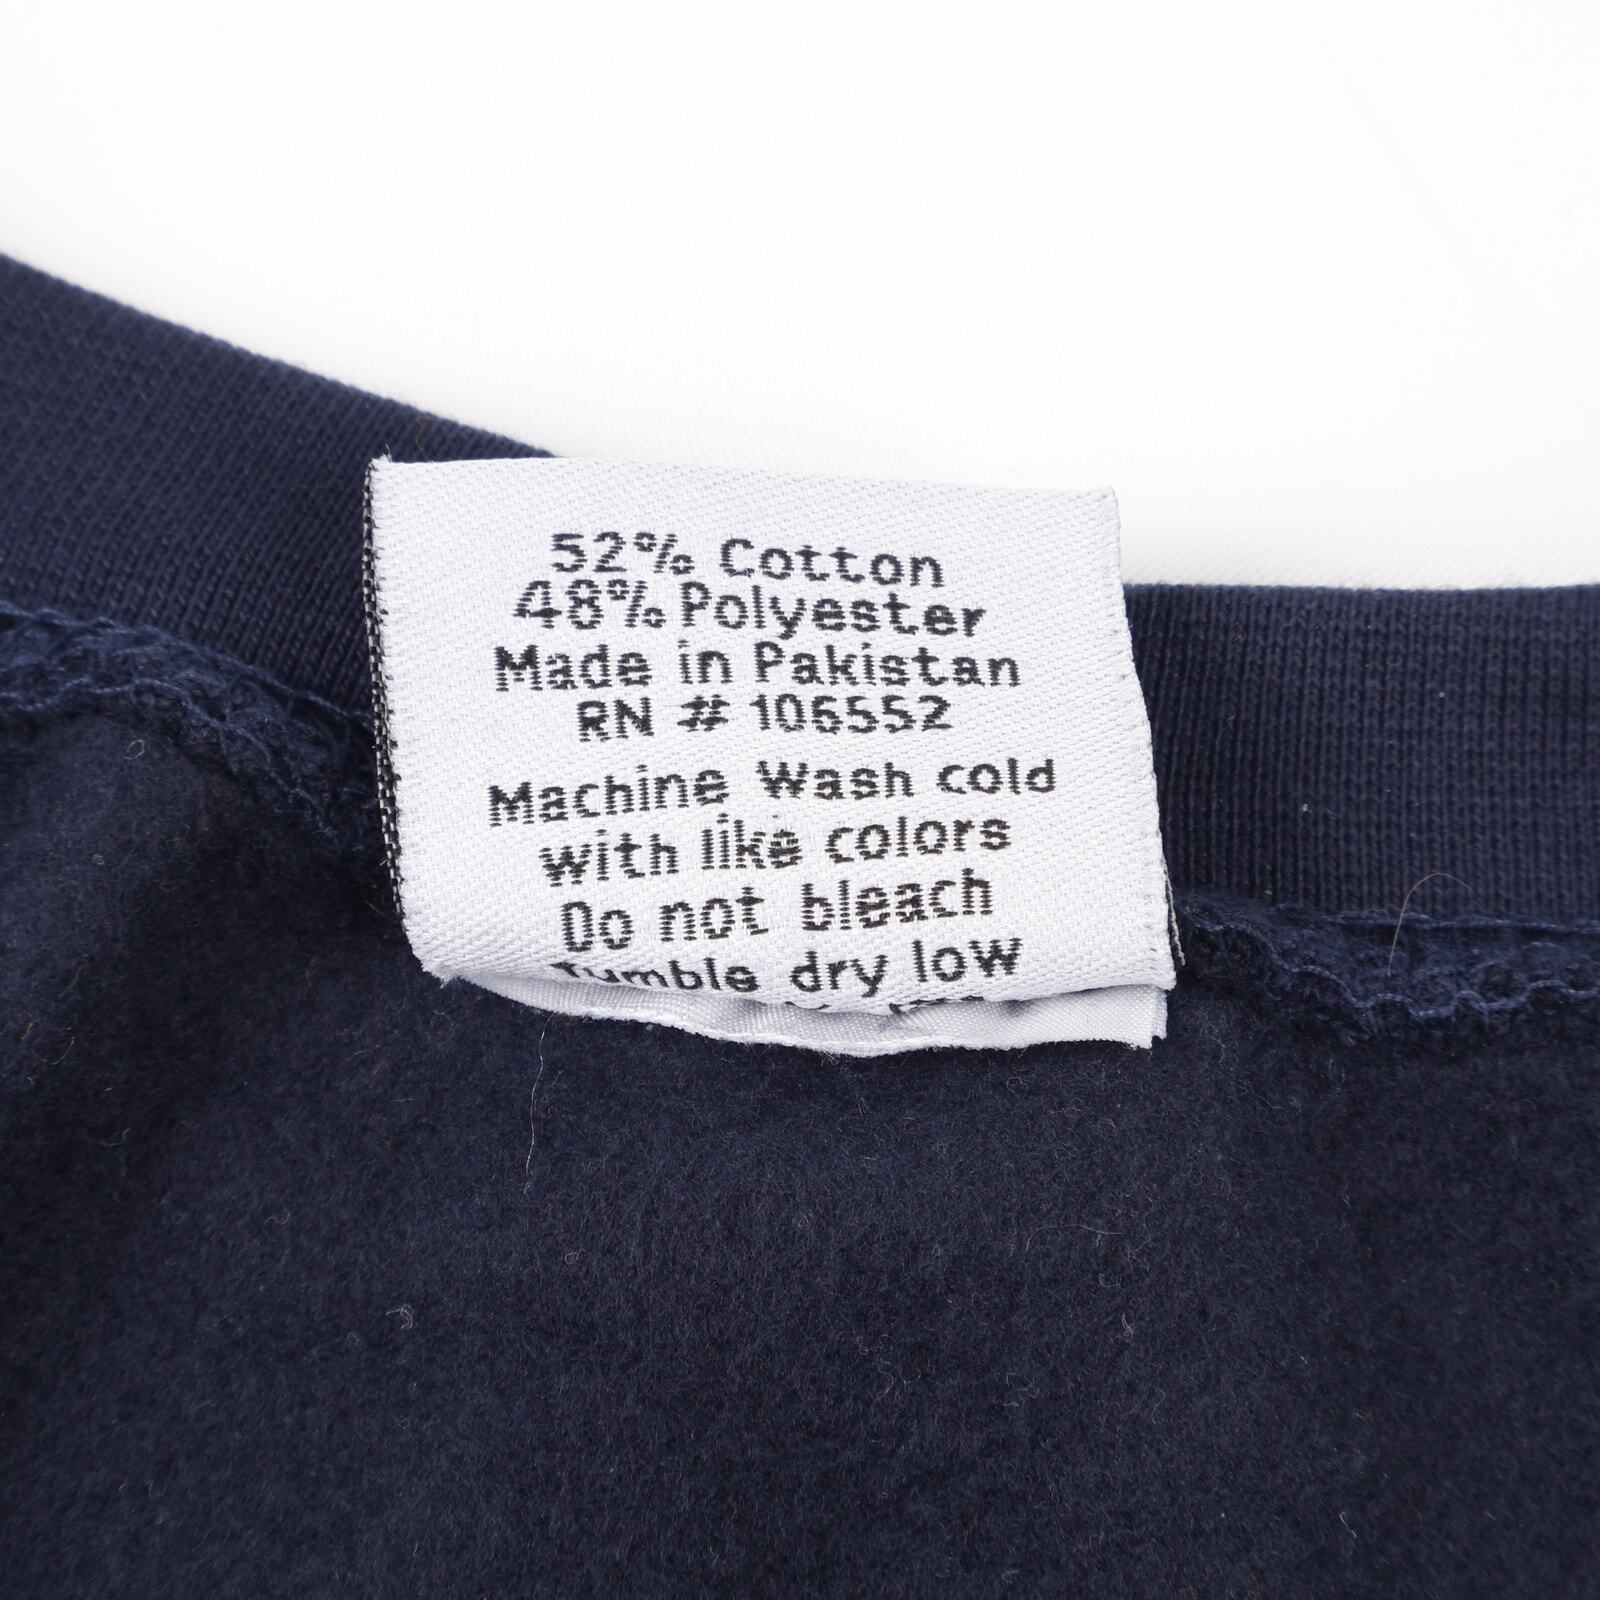 52% Cotton
48% Polyester
Made in Pakistan
RN # 106552
Machine Wash cold
with like colors
Do not bleach
Tumble dry low